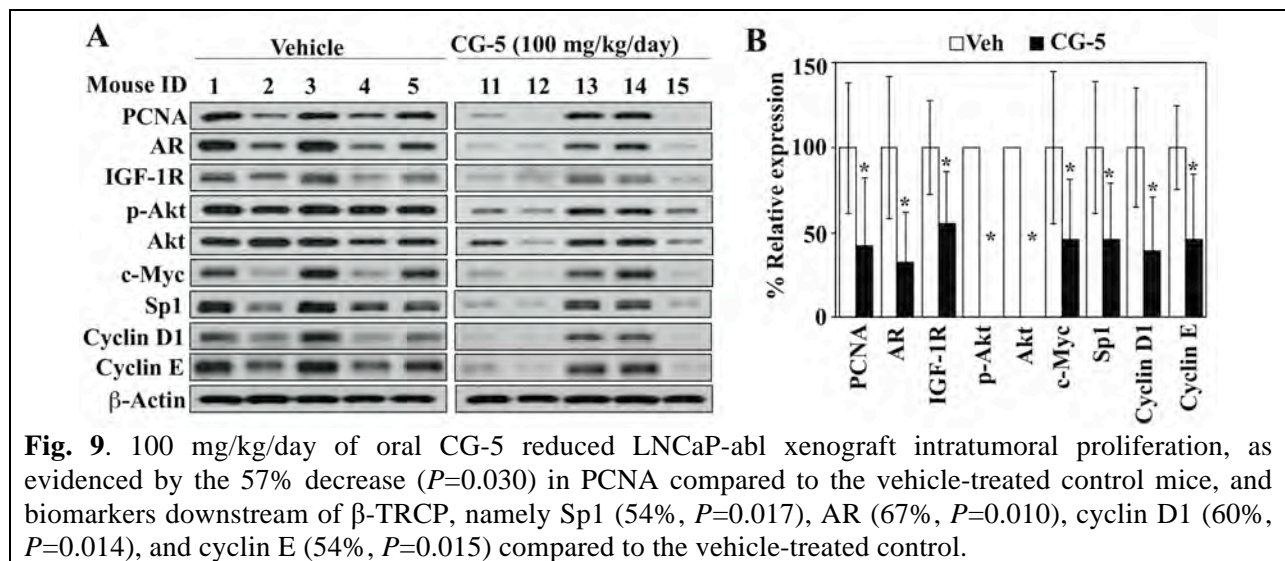 A
Vehicle
CG-5 (100 mg/kg/day)
Mouse ID 1 2 3 4 5 11 12 13 14 15
PCNA
AR
IGF-1R
p-Akt
Akt
c-Myc
Sp1
Cyclin D1
Cyclin E
β-Actin
B
Veh CG-5
% Relative expression
150
100
50
0
* * * * * * * * *
PCNA
AR
IGF-1R
p-Akt
Akt
c-Myc
Sp1
Cyclin D1
Cyclin E
Fig. 9. 100 mg/kg/day of oral CG-5 reduced LNCaP-abl xenograft intratumoral proliferation, as
evidenced by the 57% decrease (P=0.030) in PCNA compared to the vehicle-treated control mice, and
biomarkers downstream of β-TRCP, namely Sp1 (54%, P=0.017), AR (67%, P=0.010), cyclin D1 (60%,
P=0.014), and cyclin E (54%, P=0.015) compared to the vehicle-treated control.